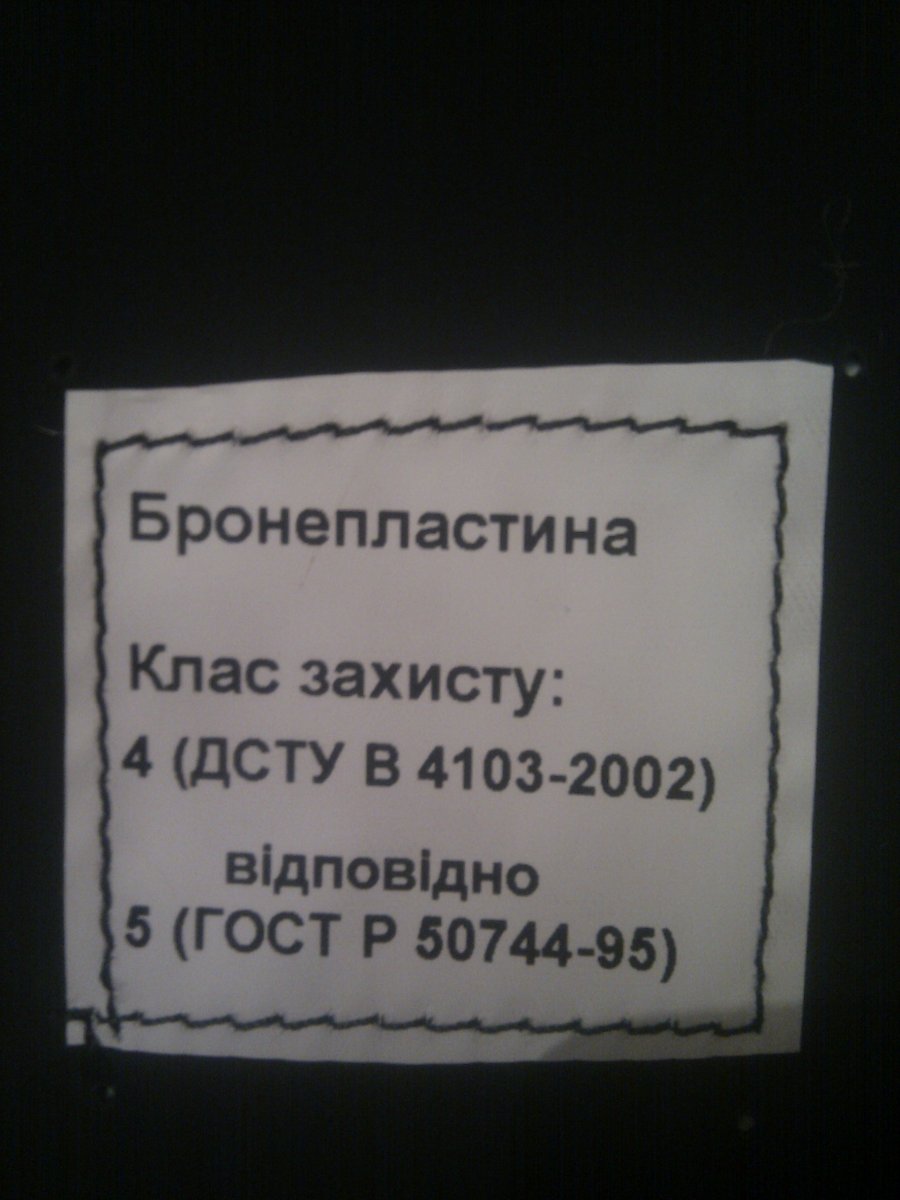 Бронепластина
Клас захисту:
4 (ДСТУ В 4103-2002)
відповідно
5 (ГОСТ Р 50744-95)